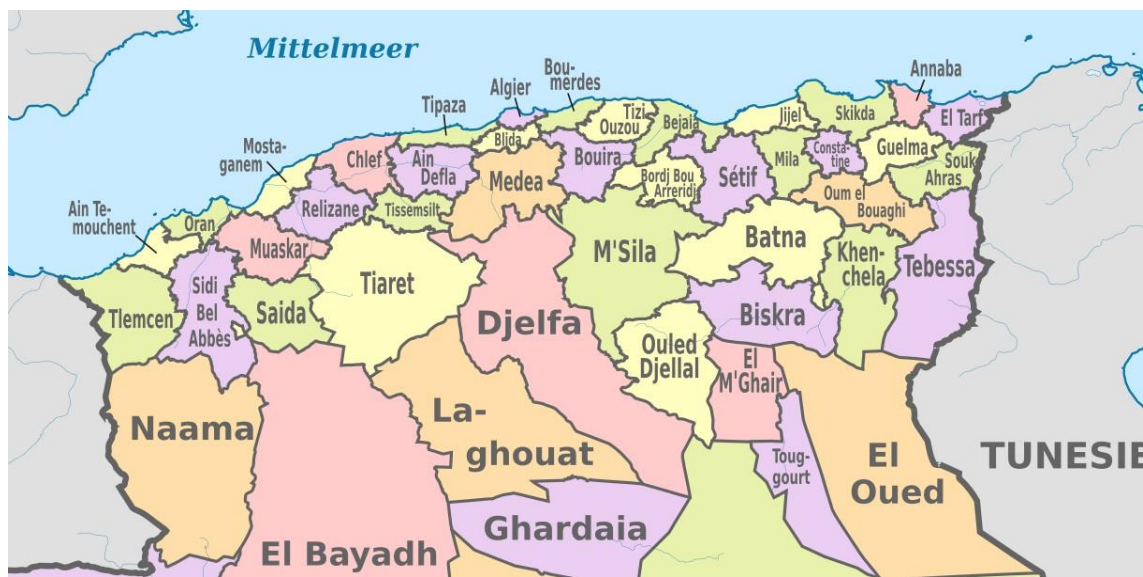 Mittelmeer
Bou-
merdes
Algier
Annaba
Tipaza
Tizi
Ouzou
Bejaia
Jijel
Skikda
El Tarf
Mosta-
ganem
Chlef
Ain
Defla
Blida
Medea
Bouira
Bordj Bou
Arreridj
Sétif
Mila
Constan-
tine
Guelma
Souk
Ahras
Ain Te-
mouchent
Oran
Relizane
Tissemsilt
Oum el
Bouaghi
Muaskar
M'Sila
Batna
Khen-
chela
Tebessa
Tlemcen
Sidi
Bel
Abbès
Saida
Tiaret
Djelfa
Biskra
Ouled
Djellal
El
M'Ghair
Naama
La-
ghouat
Toug-
gourt
El
Oued
TUNESIE
El Bayadh
Ghardaia